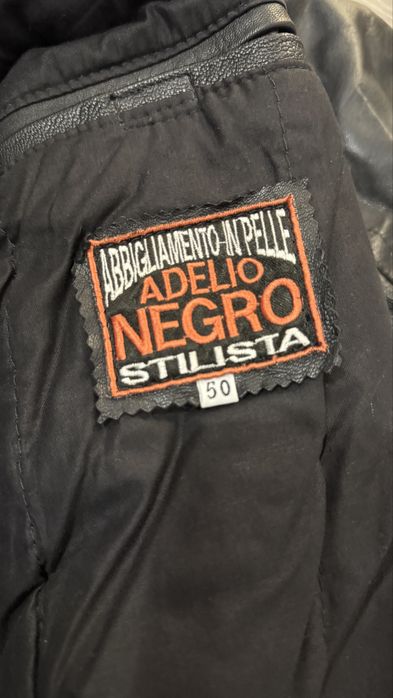 ABBIGLIAMENTO IN PELLE
ADELIO
NEGRO
STILISTA
50